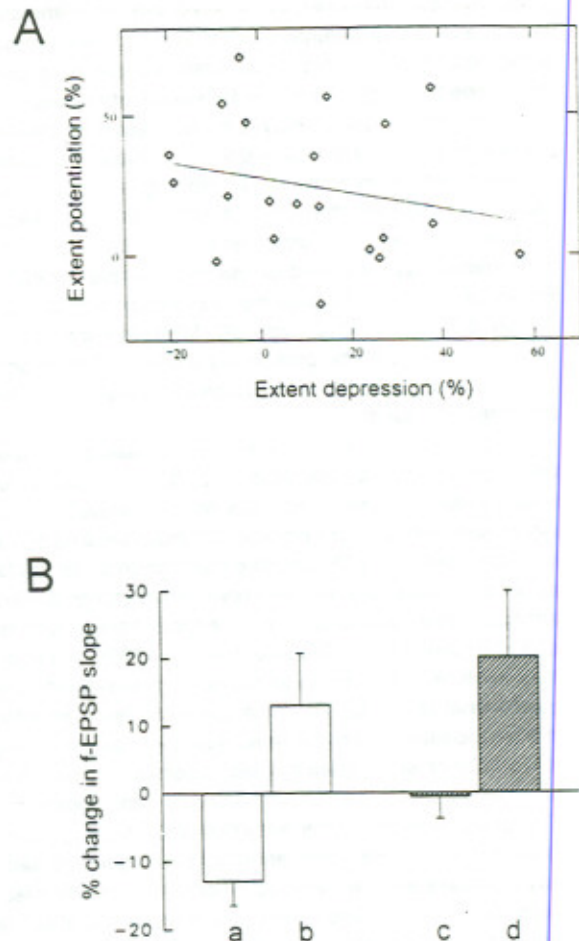 A
Extent potentiation (%)
50
0
-20 0 20 40 60
Extent depression (%)
B
% change in f-EPSP slope
30
20
10
0
-10
-20
a b c d